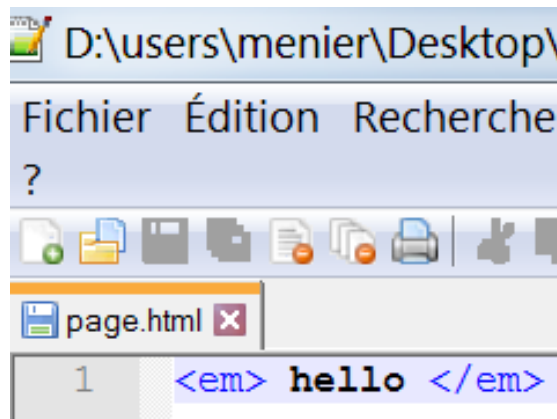 D:\users\menier\Desktop\
Fichier Édition Recherche
?
page.html
1 <em> hello </em>